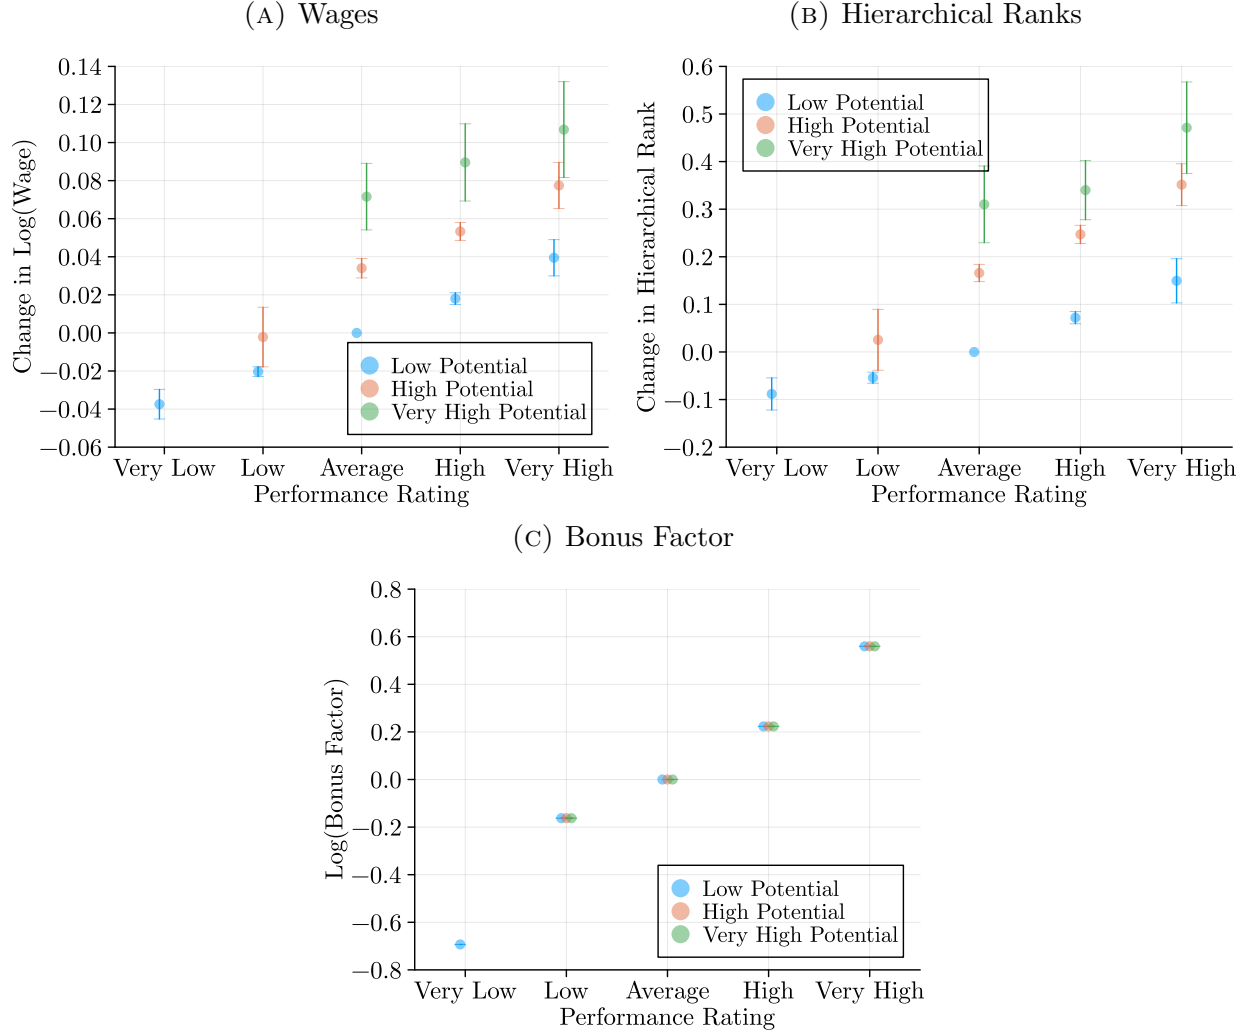 (A) Wages
0.14
0.12
0.10
0.08
0.06
0.04
0.02
0.00
−0.02
−0.04
−0.06
Change in Log(Wage)
Low Potential
High Potential
Very High Potential
Very Low Low Average High Very High
Performance Rating
(B) Hierarchical Ranks
0.6
0.5
0.4
0.3
0.2
0.1
0.0
−0.1
−0.2
Change in Hierarchical Rank
Low Potential
High Potential
Very High Potential
Very Low Low Average High Very High
Performance Rating
(C) Bonus Factor
0.8
0.6
0.4
0.2
0.0
−0.2
−0.4
−0.6
−0.8
Log(Bonus Factor)
Low Potential
High Potential
Very High Potential
Very Low Low Average High Very High
Performance Rating